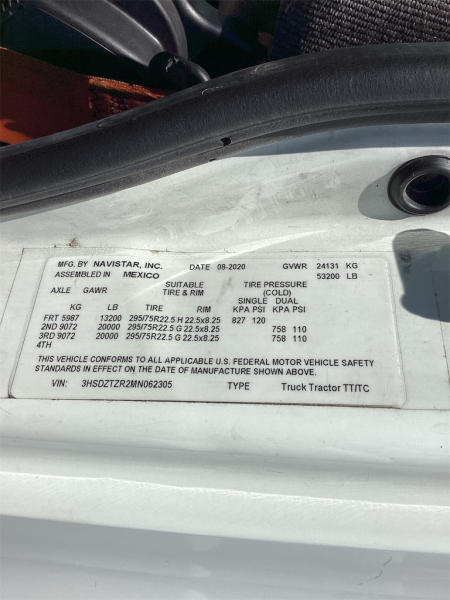 MFG. BY NAVISTAR, INC. DATE 08-2020 GVWR 24131 KG
ASSEMBLED IN MEXICO 53200 LB
AXLE GAWR SUITABLE TIRE & RIM TIRE PRESSURE (COLD)
SINGLE DUAL
KG LB TIRE RIM KPA PSI KPA PSI
FRT 5987 13200 295/75R22.5 H 22.5x8.25 827 120
2ND 9072 20000 295/75R22.5 G 22.5x8.25 758 110
3RD 9072 20000 295/75R22.5 G 22.5x8.25 758 110
4TH
THIS VEHICLE CONFORMS TO ALL APPLICABLE U.S. FEDERAL MOTOR VEHICLE SAFETY
STANDARDS IN EFFECT ON THE DATE OF MANUFACTURE SHOWN ABOVE.
VIN: 3HSDZTZR2MN062305 TYPE Truck Tractor TT/TC